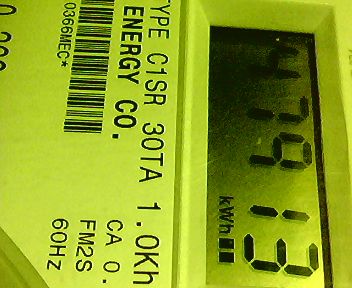 47913
kWh
TYPE C1SR 30TA 1.0Kh
ENERGY CO.
CA 0.
FM2S
60HZ
0366MEC*